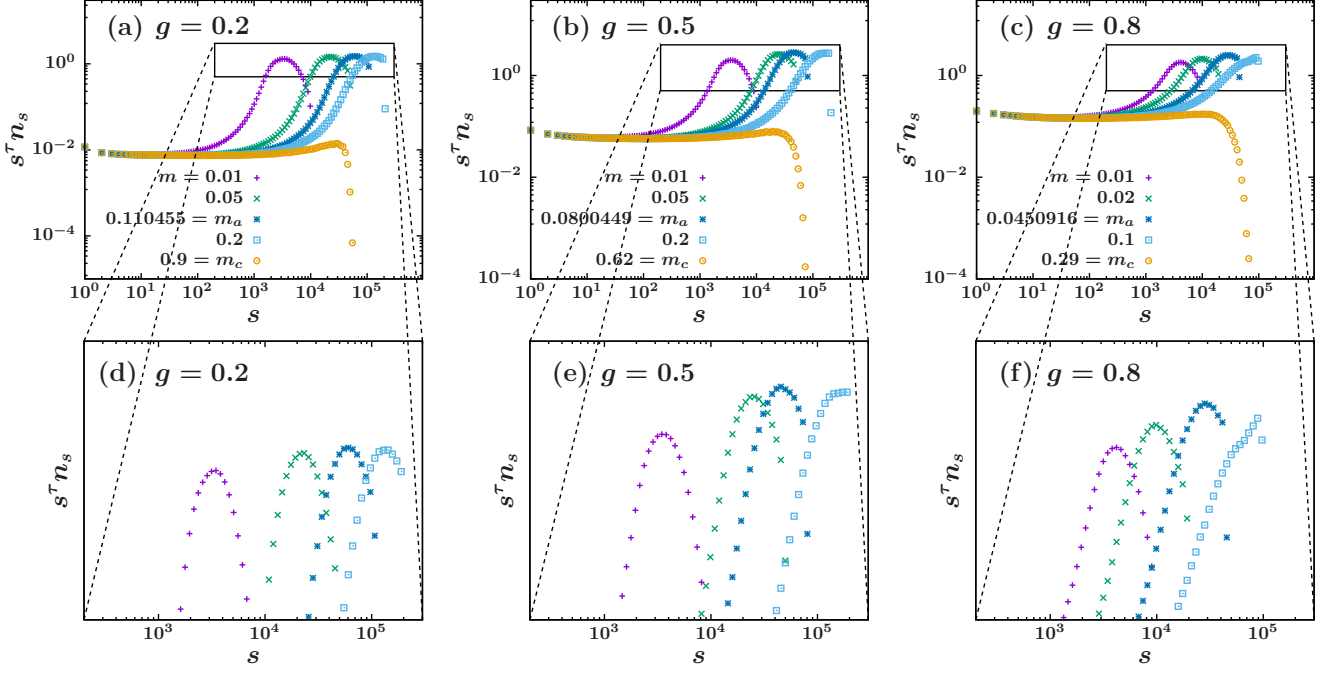 (a) g = 0.2
s^τ n_s
10^0
10^−2
10^−4
m = 0.01
0.05
0.110455 = m_a
0.2
0.9 = m_c
10^0 10^1 10^2 10^3 10^4 10^5
s
(b) g = 0.5
s^τ n_s
10^0
10^−2
10^−4
m = 0.01
0.05
0.0800449 = m_a
0.2
0.62 = m_c
10^0 10^1 10^2 10^3 10^4 10^5
s
(c) g = 0.8
s^τ n_s
10^0
10^−2
10^−4
m = 0.01
0.02
0.0450916 = m_a
0.1
0.29 = m_c
10^0 10^1 10^2 10^3 10^4 10^5
s
(d) g = 0.2
s^τ n_s
10^3 10^4 10^5
s
(e) g = 0.5
s^τ n_s
10^3 10^4 10^5
s
(f) g = 0.8
s^τ n_s
10^3 10^4 10^5
s